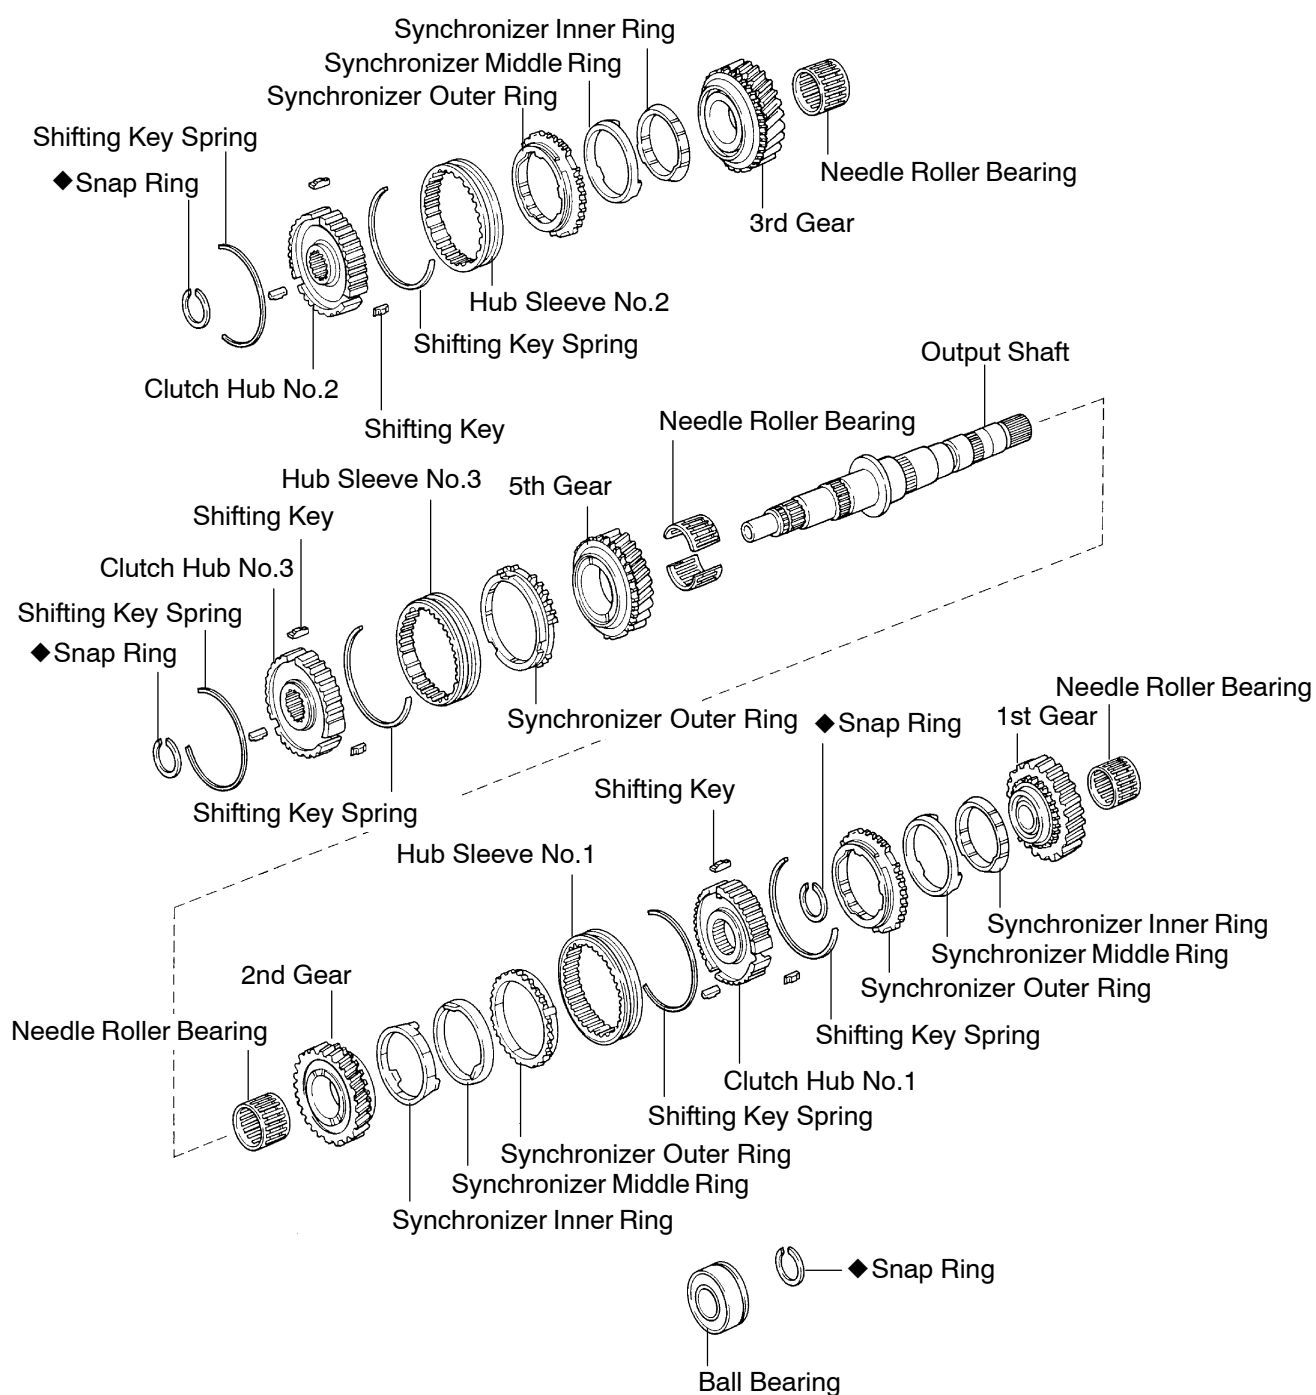 Synchronizer Inner Ring
Synchronizer Middle Ring
Synchronizer Outer Ring
Shifting Key Spring
◆Snap Ring
Needle Roller Bearing
3rd Gear
Hub Sleeve No.2
Shifting Key Spring
Output Shaft
Clutch Hub No.2
Needle Roller Bearing
Shifting Key
Hub Sleeve No.3
5th Gear
Shifting Key
Clutch Hub No.3
Shifting Key Spring
◆Snap Ring
Needle Roller Bearing
Synchronizer Outer Ring
◆Snap Ring
1st Gear
Shifting Key
Shifting Key Spring
Hub Sleeve No.1
Synchronizer Inner Ring
Synchronizer Middle Ring
2nd Gear
Synchronizer Outer Ring
Needle Roller Bearing
Shifting Key Spring
Clutch Hub No.1
Shifting Key Spring
Synchronizer Outer Ring
Synchronizer Middle Ring
Synchronizer Inner Ring
◆Snap Ring
Ball Bearing